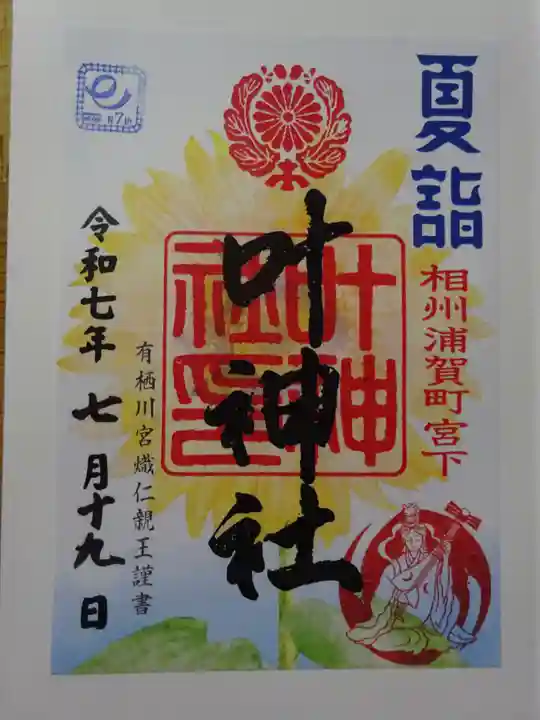 夏詣
相州浦賀町宮下
叶神社
叶神
社印
有栖川宮熾仁親王謹書
令和七年 七月十九日